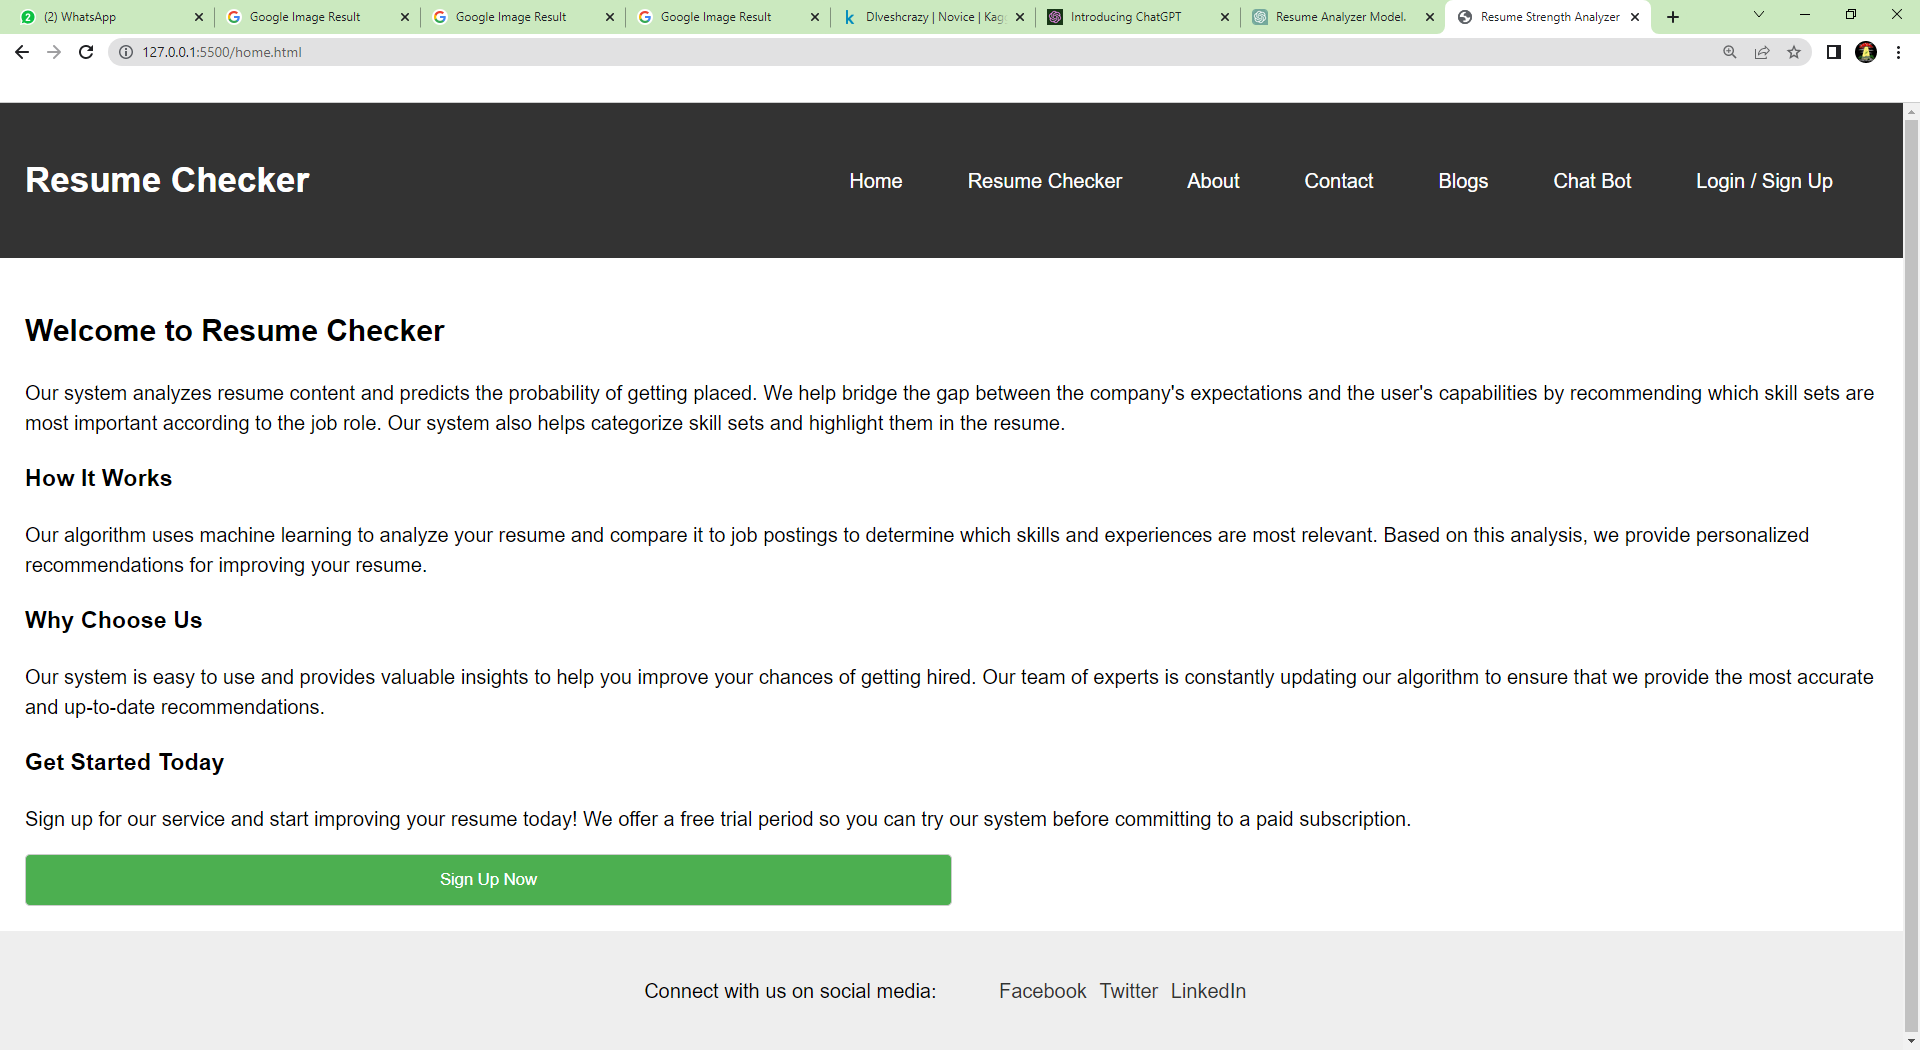 (2) WhatsApp
Google Image Result
Google Image Result
Google Image Result
Dlveshcrazy | Novice | Kag
Introducing ChatGPT
Resume Analyzer Model.
Resume Strength Analyzer
127.0.0.1:5500/home.html
Resume Checker
Home Resume Checker About Contact Blogs Chat Bot Login / Sign Up
Welcome to Resume Checker
Our system analyzes resume content and predicts the probability of getting placed. We help bridge the gap between the company's expectations and the user's capabilities by recommending which skill sets are
most important according to the job role. Our system also helps categorize skill sets and highlight them in the resume.
How It Works
Our algorithm uses machine learning to analyze your resume and compare it to job postings to determine which skills and experiences are most relevant. Based on this analysis, we provide personalized
recommendations for improving your resume.
Why Choose Us
Our system is easy to use and provides valuable insights to help you improve your chances of getting hired. Our team of experts is constantly updating our algorithm to ensure that we provide the most accurate
and up-to-date recommendations.
Get Started Today
Sign up for our service and start improving your resume today! We offer a free trial period so you can try our system before committing to a paid subscription.
Sign Up Now
Connect with us on social media: Facebook Twitter LinkedIn